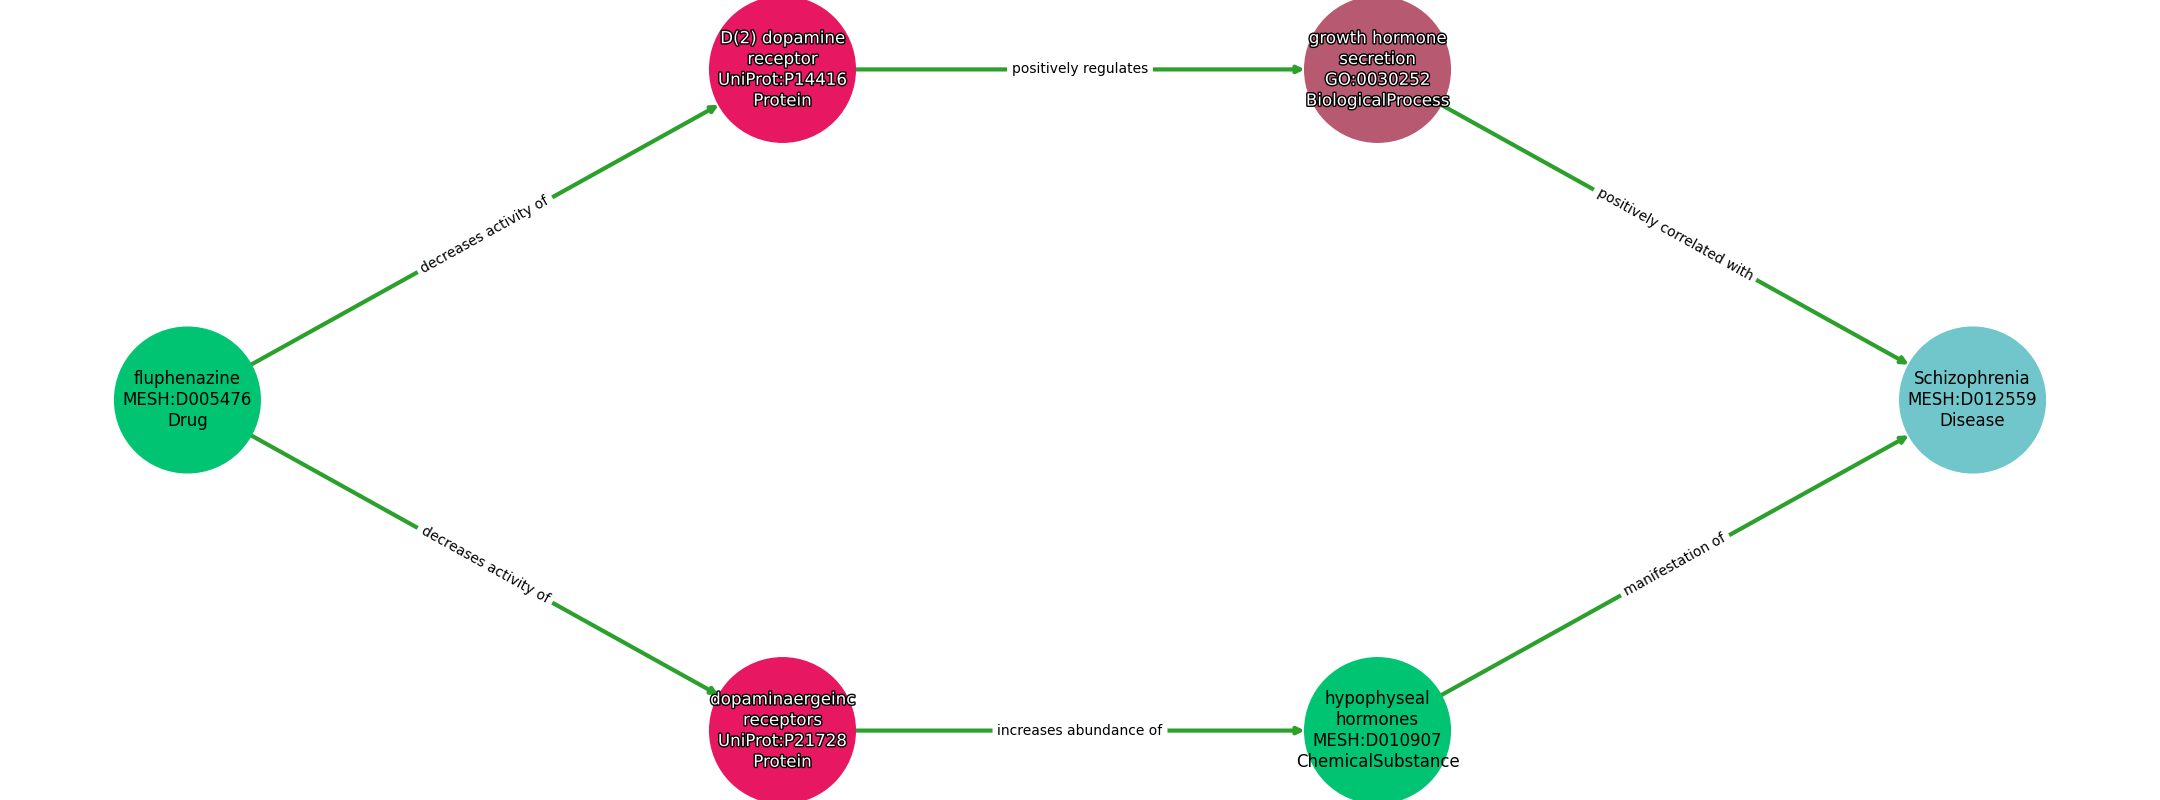 D(2) dopamine
receptor
UniProt:P14416
Protein
positively regulates
growth hormone
secretion
GO:0030252
BiologicalProcess
decreases activity of
positively correlated with
fluphenazine
MESH:D005476
Drug
Schizophrenia
MESH:D012559
Disease
decreases activity of
manifestation of
dopaminaergeinc
receptors
UniProt:P21728
Protein
increases abundance of
hypophyseal
hormones
MESH:D010907
ChemicalSubstance